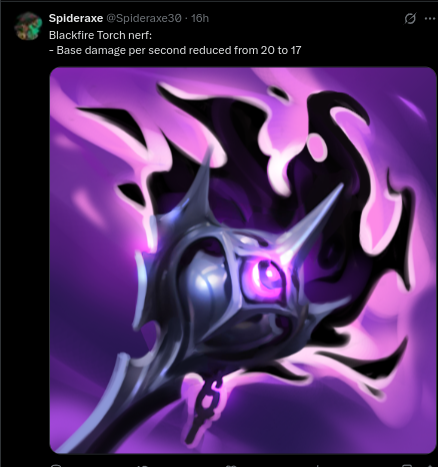 Spideraxe @Spideraxe30 · 16h
Blackfire Torch nerf:
- Base damage per second reduced from 20 to 17